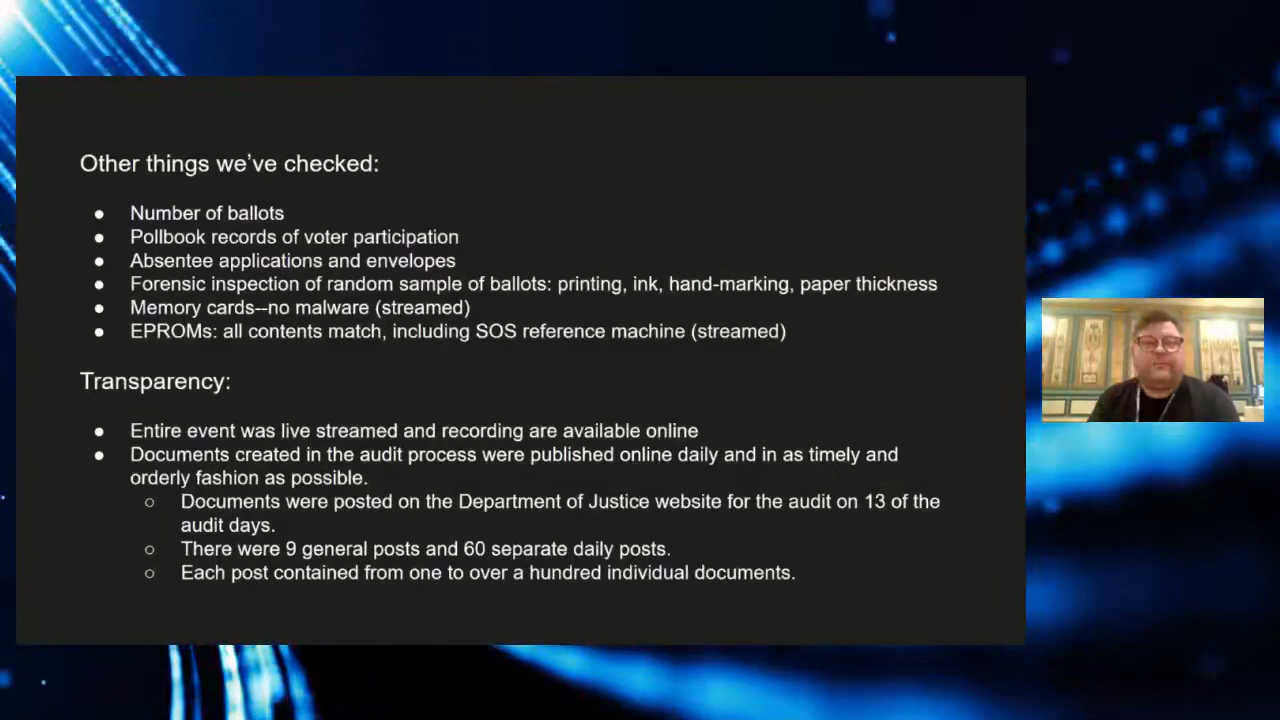 Other things we've checked:
● Number of ballots
● Pollbook records of voter participation
● Absentee applications and envelopes
● Forensic inspection of random sample of ballots: printing, ink, hand-marking, paper thickness
● Memory cards--no malware (streamed)
● EPROMs: all contents match, including SOS reference machine (streamed)
Transparency:
● Entire event was live streamed and recording are available online
● Documents created in the audit process were published online daily and in as timely and
orderly fashion as possible.
○ Documents were posted on the Department of Justice website for the audit on 13 of the
audit days.
○ There were 9 general posts and 60 separate daily posts.
○ Each post contained from one to over a hundred individual documents.